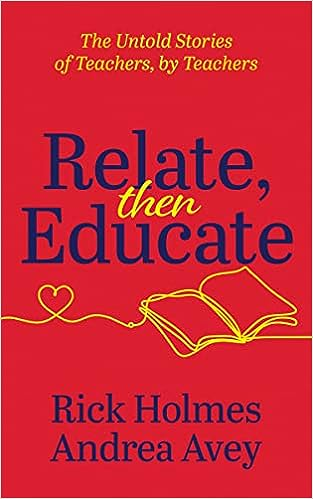 The Untold Stories
of Teachers, by Teachers
Relate,
then
Educate
Rick Holmes
Andrea Avey